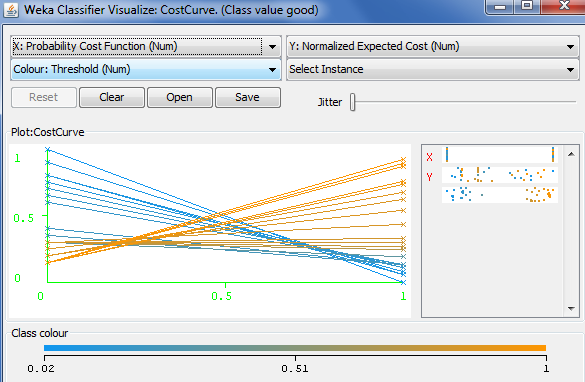 Weka Classifier Visualize: CostCurve. (Class value good)
X: Probability Cost Function (Num)
Y: Normalized Expected Cost (Num)
Colour: Threshold (Num)
Select Instance
Reset
Clear
Open
Save
Jitter
Plot:CostCurve
1
0.5
0
0
0.5
1
X
Y
Class colour
0.02
0.51
1